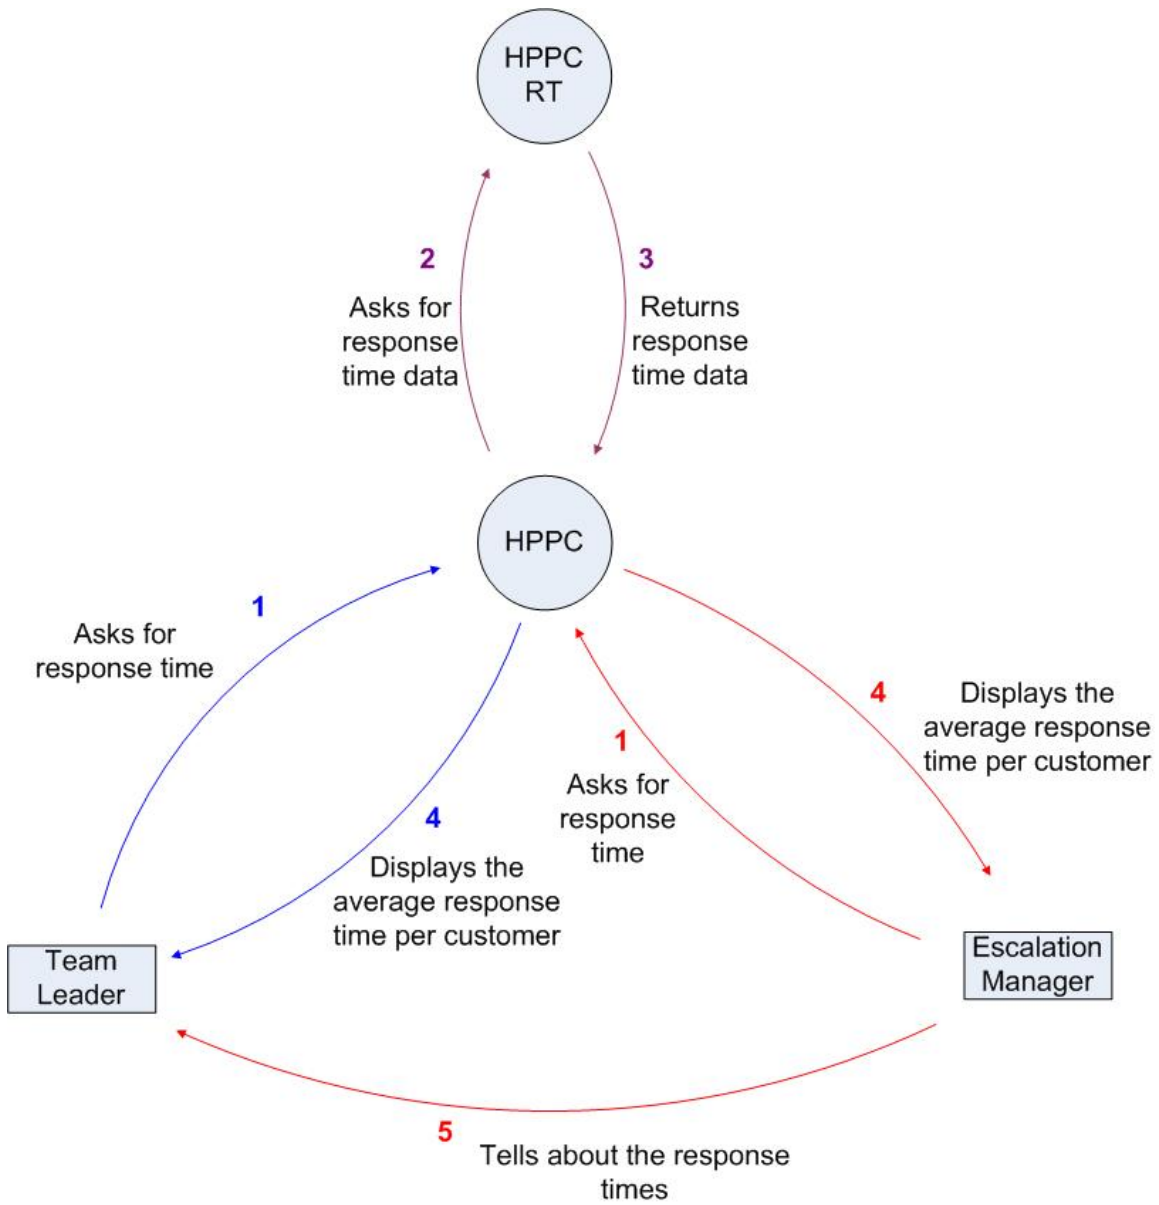 HPPC
RT
2
Asks for
response
time data
3
Returns
response
time data
HPPC
1
Asks for
response time
4
Displays the
average response
time per customer
1
Asks for
response
time
4
Displays the
average response
time per customer
Team
Leader
Escalation
Manager
5
Tells about the response
times